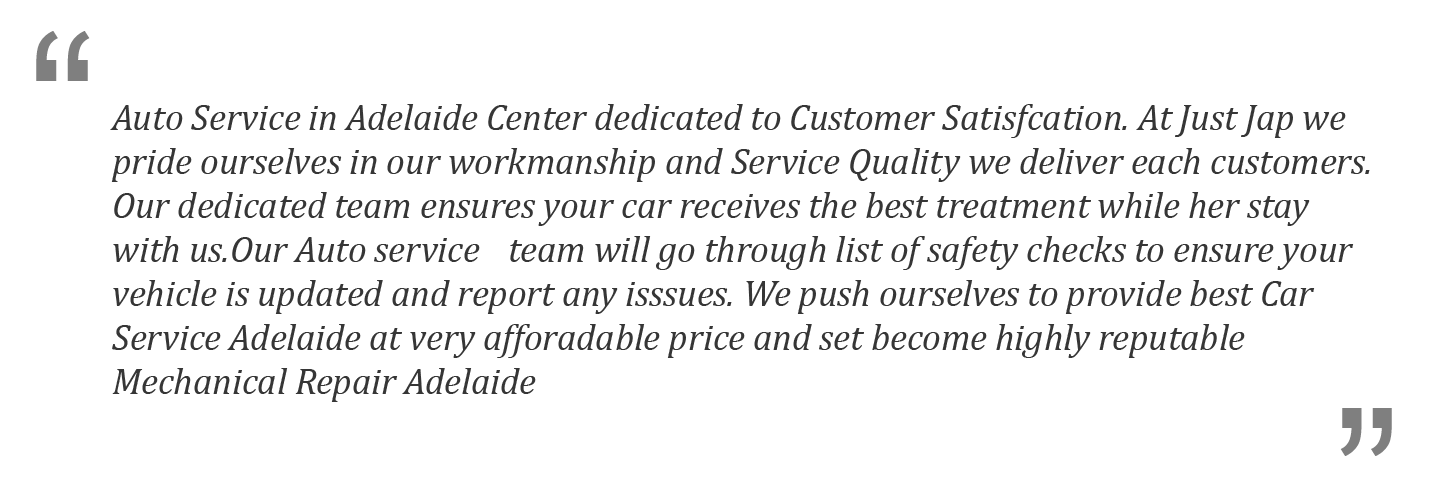 “
Auto Service in Adelaide Center dedicated to Customer Satisfcation. At Just Jap we
pride ourselves in our workmanship and Service Quality we deliver each customers.
Our dedicated team ensures your car receives the best treatment while her stay
with us.Our Auto service   team will go through list of safety checks to ensure your
vehicle is updated and report any isssues. We push ourselves to provide best Car
Service Adelaide at very afforadable price and set become highly reputable
Mechanical Repair Adelaide
”